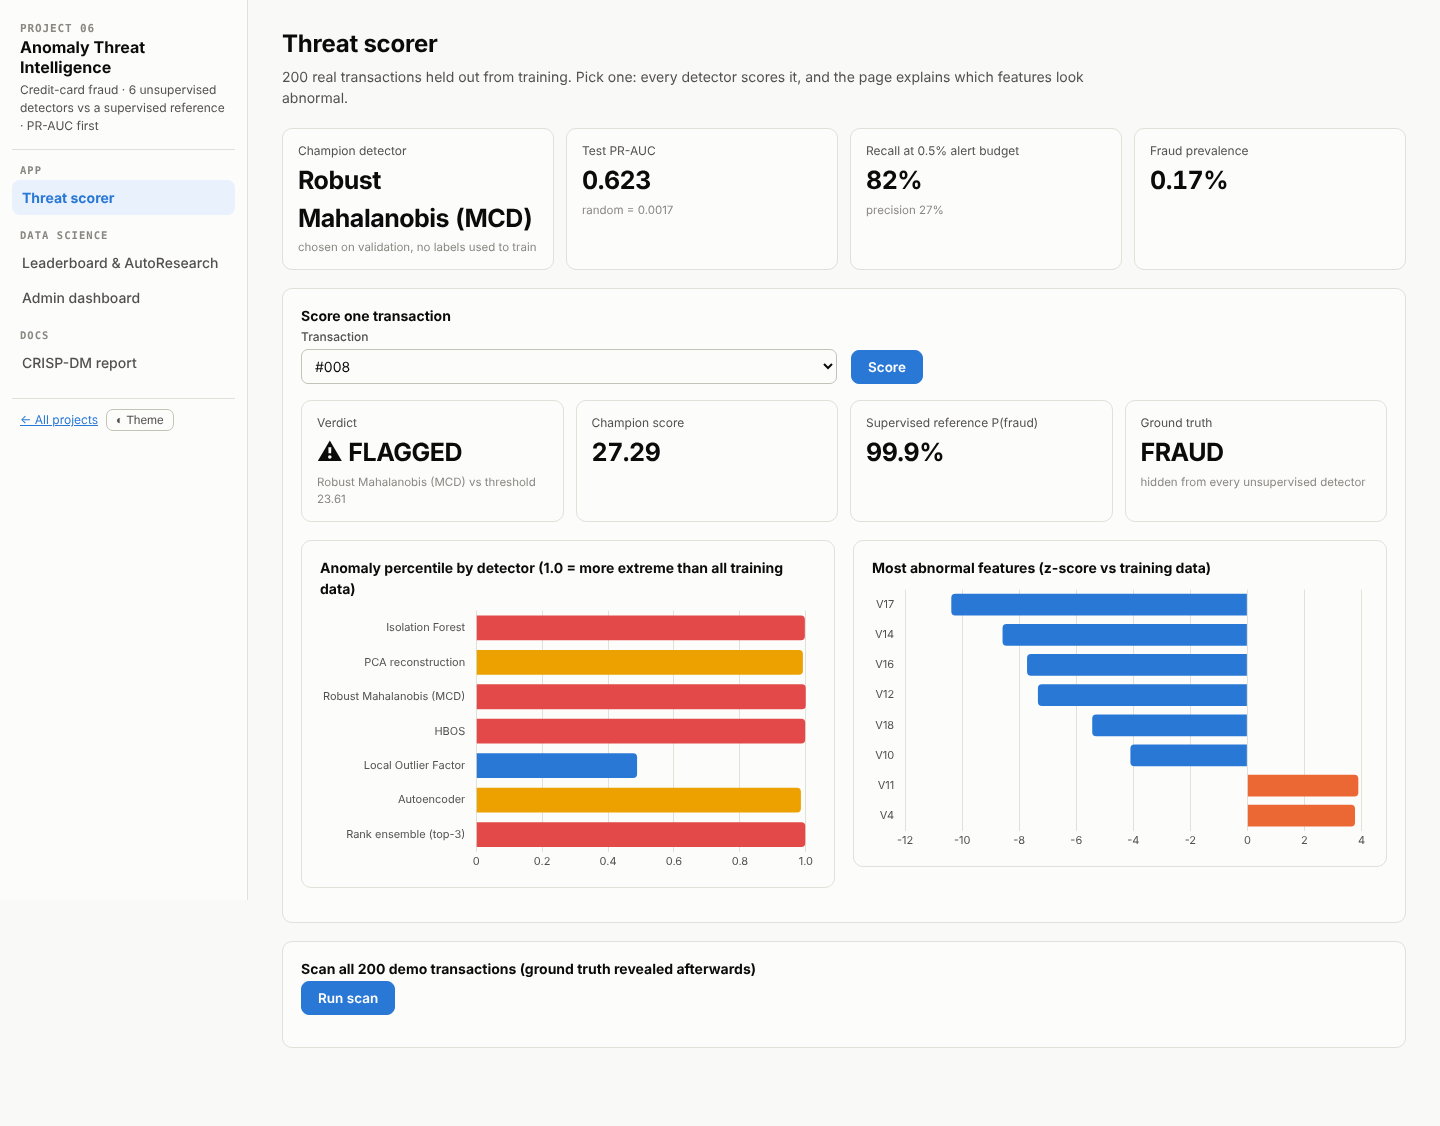 PROJECT 06
Anomaly Threat
Intelligence
Credit-card fraud · 6 unsupervised
detectors vs a supervised reference
· PR-AUC first
APP
Threat scorer
DATA SCIENCE
Leaderboard & AutoResearch
Admin dashboard
DOCS
CRISP-DM report
← All projects
Theme
Threat scorer
200 real transactions held out from training. Pick one: every detector scores it, and the page explains which features look
abnormal.
Champion detector
Robust
Mahalanobis (MCD)
chosen on validation, no labels used to train
Test PR-AUC
0.623
random = 0.0017
Recall at 0.5% alert budget
82%
precision 27%
Fraud prevalence
0.17%
Score one transaction
Transaction
#008
Score
Verdict
⚠ FLAGGED
Robust Mahalanobis (MCD) vs threshold
23.61
Champion score
27.29
Supervised reference P(fraud)
99.9%
Ground truth
FRAUD
hidden from every unsupervised detector
Anomaly percentile by detector (1.0 = more extreme than all training
data)
Isolation Forest
PCA reconstruction
Robust Mahalanobis (MCD)
HBOS
Local Outlier Factor
Autoencoder
Rank ensemble (top-3)
0 0.2 0.4 0.6 0.8 1.0
Most abnormal features (z-score vs training data)
V17
V14
V16
V12
V18
V10
V11
V4
-12 -10 -8 -6 -4 -2 0 2 4
Scan all 200 demo transactions (ground truth revealed afterwards)
Run scan